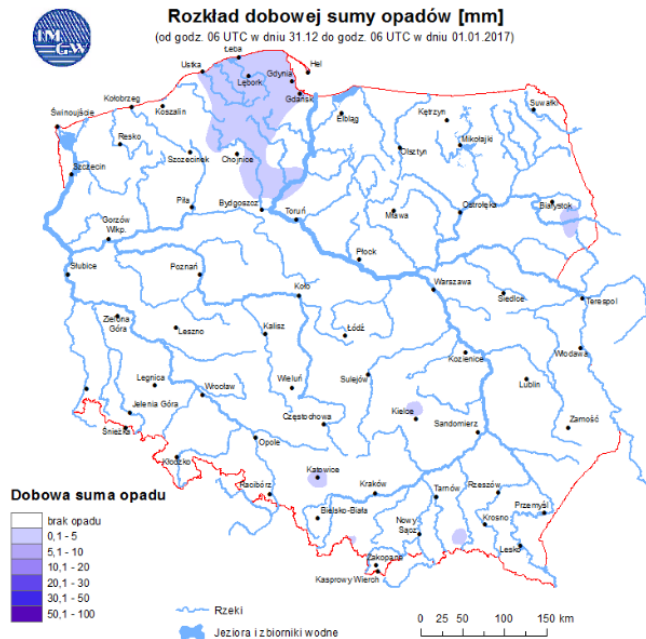 IM
GW
Rozkład dobowej sumy opadów [mm]
(od godz. 06 UTC w dniu 31.12 do godz. 06 UTC w dniu 01.01.2017)
Łeba
Ustka
Hel
Lębork
Gdynia
Gdańsk
Kołobrzeg
Koszalin
Świnoujście
Elbląg
Kętrzyn
Suwałki
Resko
Szczecinek
Chojnice
Olsztyn
Mikołajki
Szczecin
Piła
Bydgoszcz
Toruń
Mława
Ostrołęka
Białystok
Gorzów
Wlkp.
Płock
Słubice
Poznań
Koło
Warszawa
Siedlce
Terespol
Zielona
Góra
Leszno
Kalisz
Łódź
Kozienice
Włodawa
Legnica
Wrocław
Wieluń
Sulejów
Lublin
Jelenia Góra
Śnieżka
Częstochowa
Kielce
Sandomierz
Zamość
Kłodzko
Opole
Racibórz
Katowice
Kraków
Tarnów
Rzeszów
Przemyśl
Bielsko-Biała
Nowy
Sącz
Krosno
Lesko
Zakopane
Kasprowy Wierch
Dobowa suma opadu
brak opadu
0,1 - 5
5,1 - 10
10,1 - 20
20,1 - 30
30,1 - 50
50,1 - 100
Rzeki
Jeziora i zbiorniki wodne
0 25 50 100 150 km